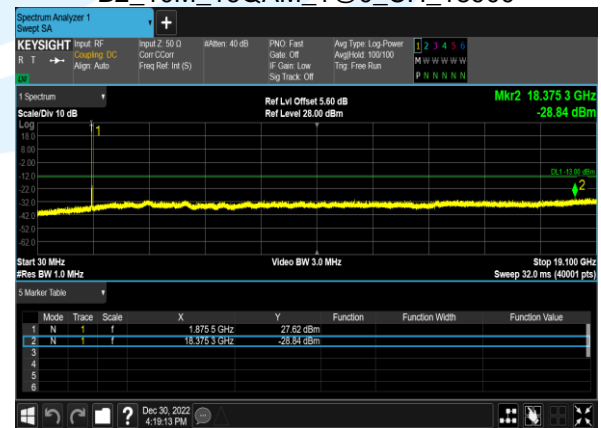 Spectrum Analyzer 1
Swept SA
KEYSIGHT Input: RF Input Z: 50 Ω #Atten: 40 dB PNO: Fast Avg Type: Log-Power 1 2 3 4 5 6
R T Coupling: DC Corr CCorr Gate: Off Avg|Hold: 100/100 M W W W W W
Align: Auto Freq Ref: Int (S) IF Gain: Low Trig: Free Run
Sig Track: Off P N N N N N
1 Spectrum Ref Lvl Offset 5.60 dB Mkr2 18.375 3 GHz
Scale/Div 10 dB Ref Level 28.00 dBm -28.84 dBm
Log
18.0 1
8.00
-2.00
-12.0 DL1 -13.00 dBm
-22.0 2
-32.0
-42.0
-52.0
-62.0
Start 30 MHz Video BW 3.0 MHz Stop 19.100 GHz
#Res BW 1.0 MHz Sweep 32.0 ms (40001 pts)
5 Marker Table
Mode Trace Scale X Y Function Function Width Function Value
1 N 1 f 1.875 5 GHz 27.62 dBm
2 N 1 f 18.375 3 GHz -28.84 dBm
3
4
5
6
? Dec 30, 2022
4:19:13 PM